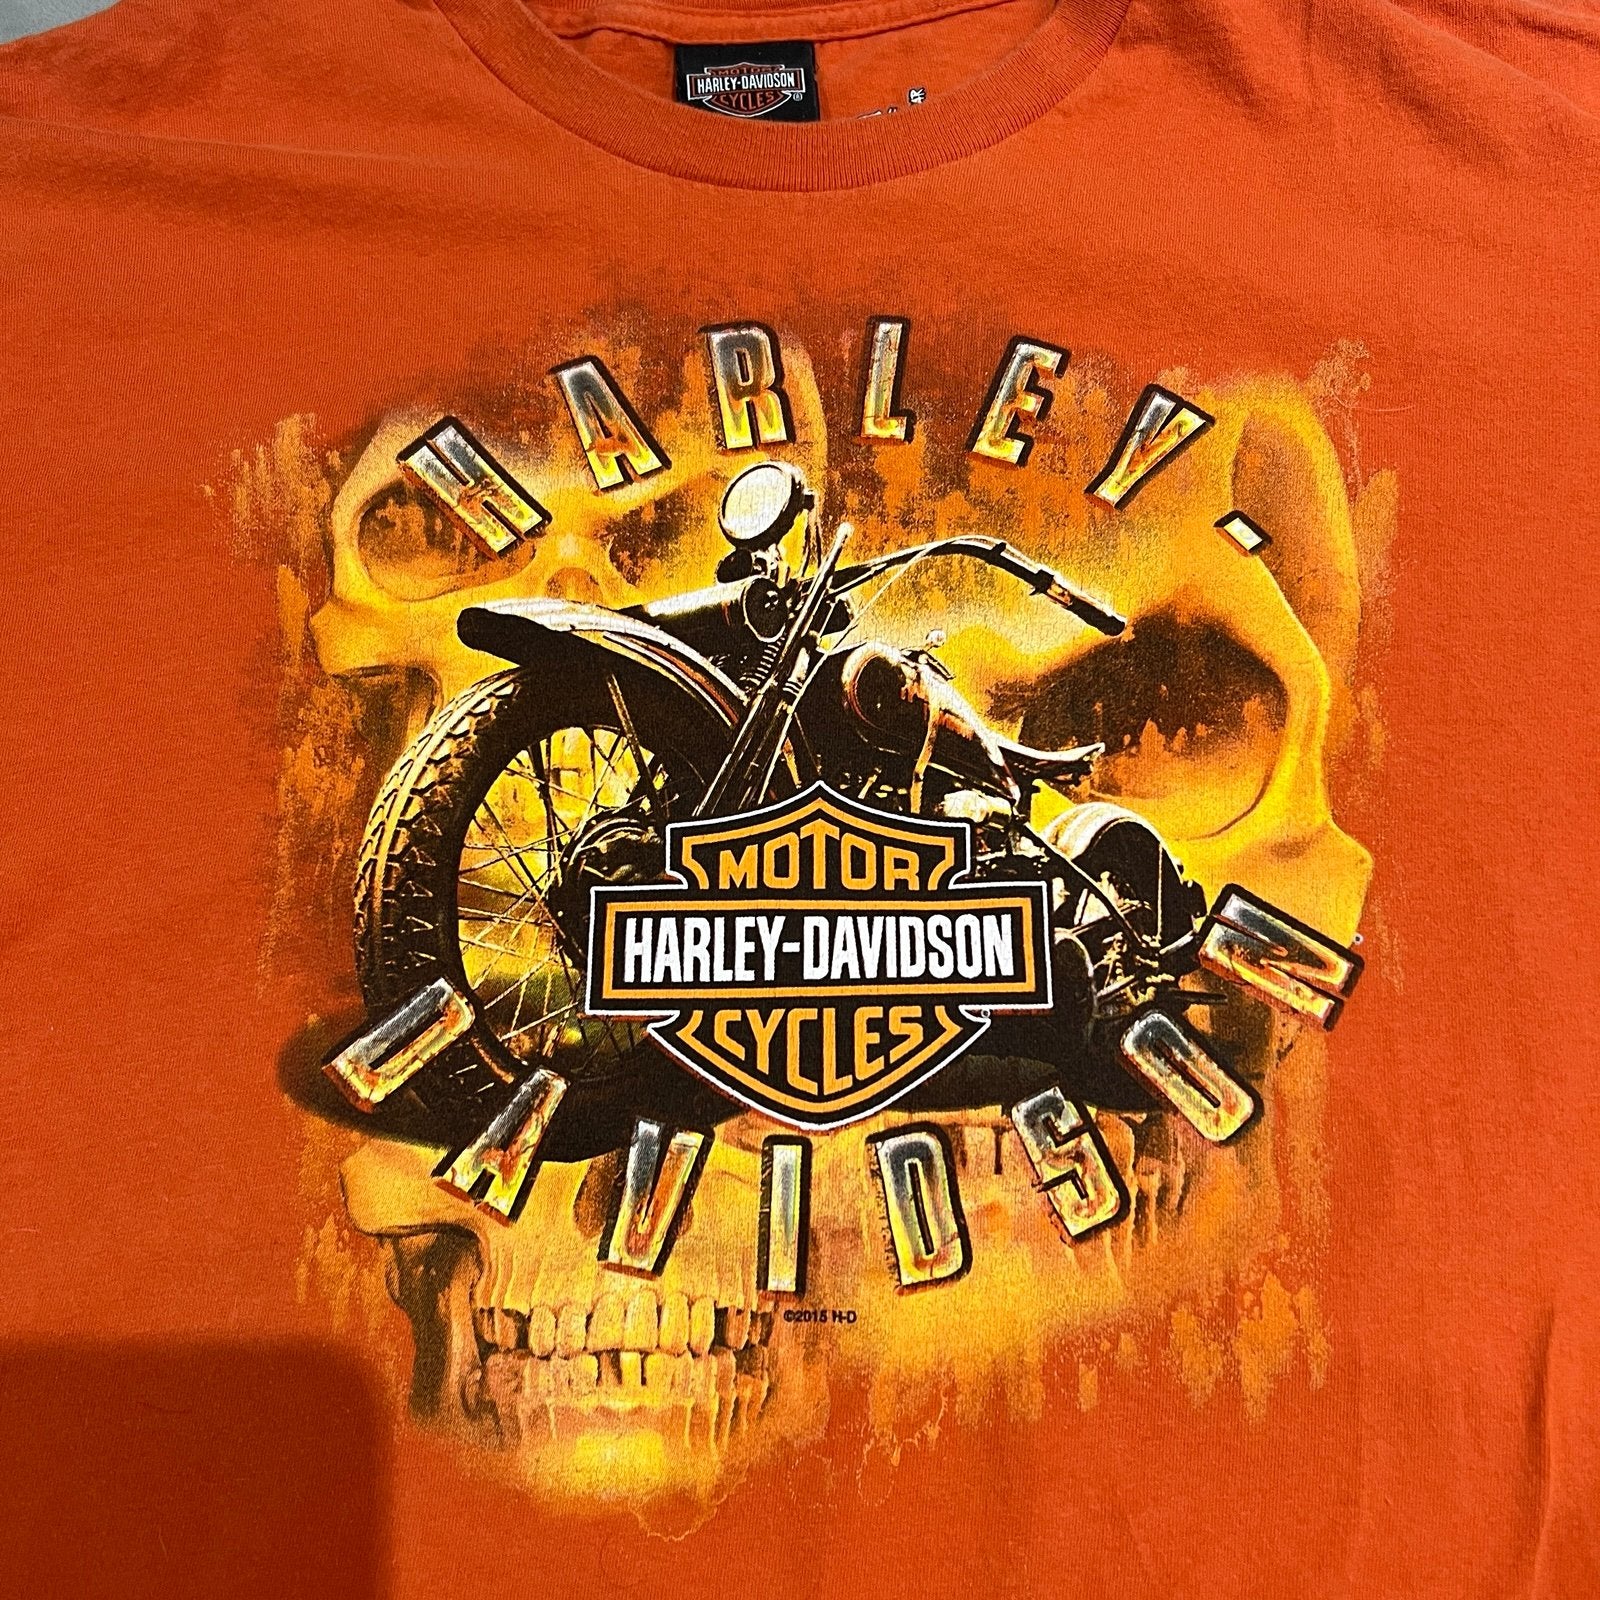 MOTOR
HARLEY-DAVIDSON
CYCLES
HARLEY-
MOTOR
HARLEY-DAVIDSON
CYCLES
DAVIDSON
©2015 H-D